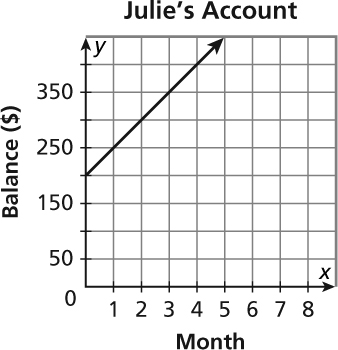 Julie's Account
y
Balance ($)
350
250
150
50
0
x
1 2 3 4 5 6 7 8
Month